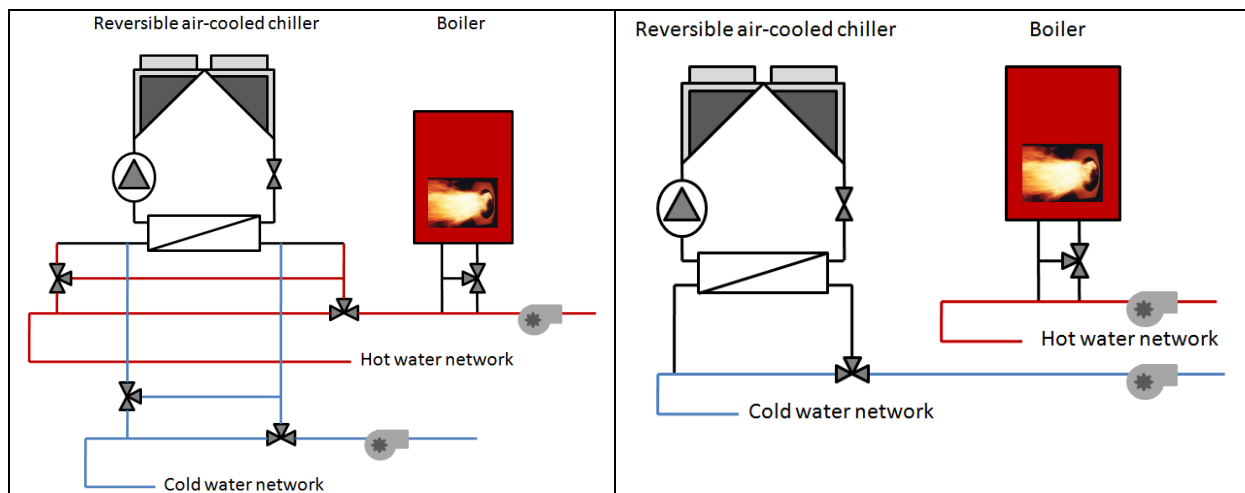 Reversible air-cooled chiller
Boiler
Hot water network
Cold water network
Reversible air-cooled chiller
Boiler
Hot water network
Cold water network